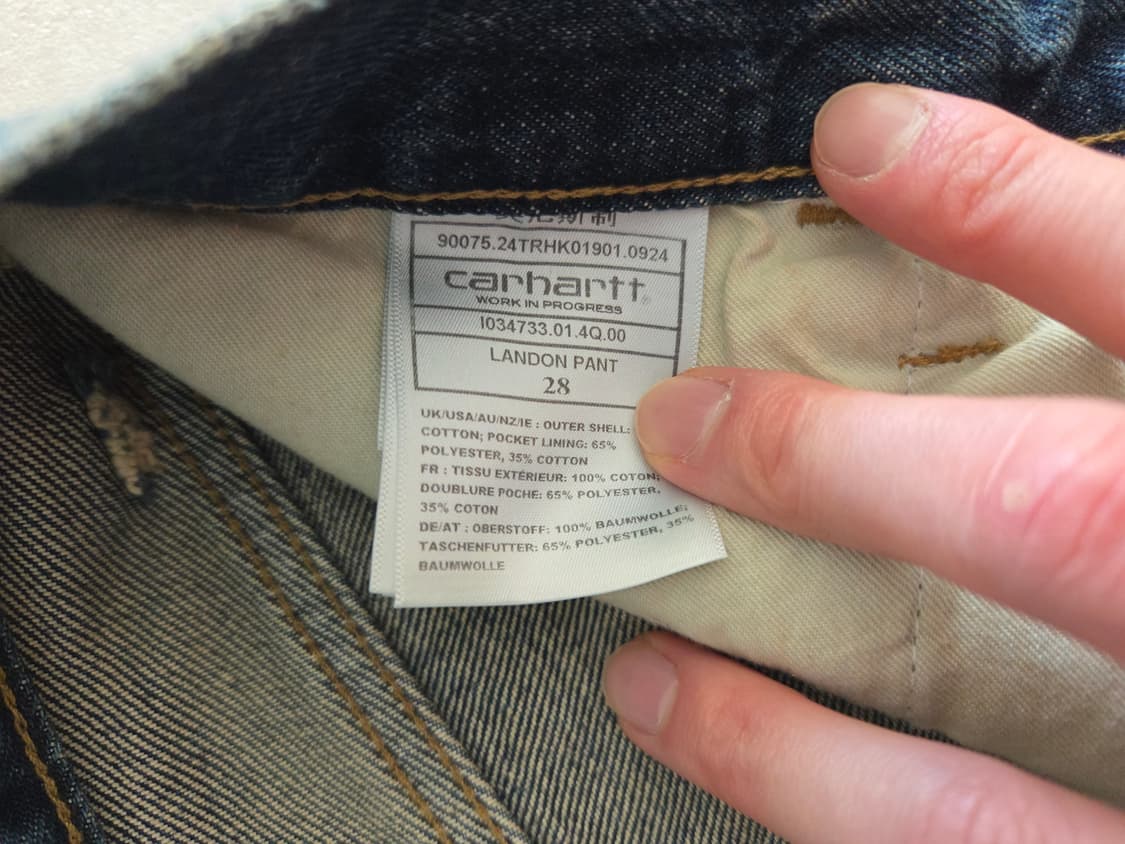 90075.24TRHK01901.0924
carhartt®
WORK IN PROGRESS
I034733.01.4Q.00
LANDON PANT
28
UK/USA/AU/NZ/IE : OUTER SHELL:
COTTON; POCKET LINING: 65%
POLYESTER, 35% COTTON
FR : TISSU EXTÉRIEUR: 100% COTON;
DOUBLURE POCHE: 65% POLYESTER,
35% COTON
DE/AT : OBERSTOFF: 100% BAUMWOLLE;
TASCHENFUTTER: 65% POLYESTER, 35%
BAUMWOLLE